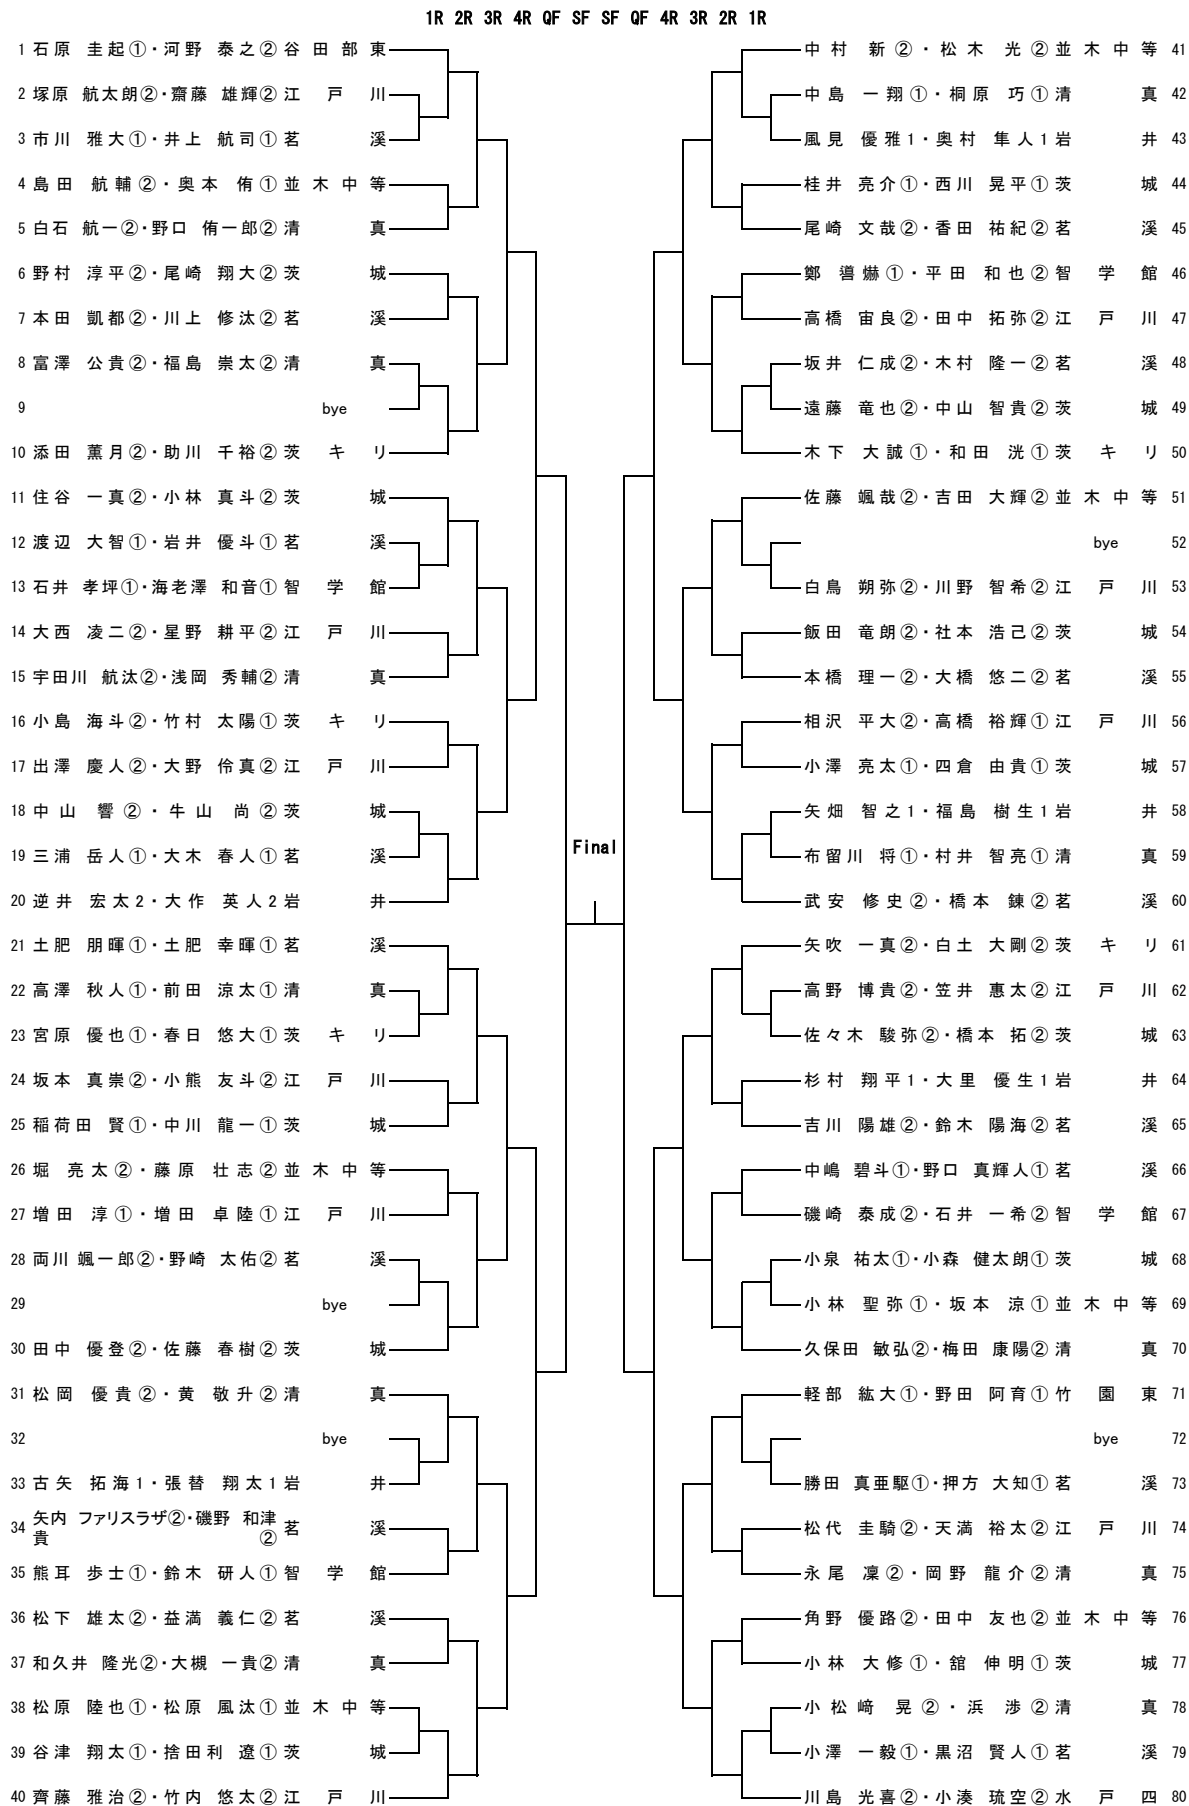 1R 2R 3R 4R QF SF SF QF 4R 3R 2R 1R
1 石原 圭起①・河野 泰之② 谷田部東
2 塚原 航太朗②・齋藤 雄輝② 江戸川
3 市川 雅大①・井上 航司① 茗溪
4 島田 航輔②・奥本 侑① 並木中等
5 白石 航一②・野口 侑一郎② 清真
6 野村 淳平②・尾崎 翔大② 茨城
7 本田 凱都②・川上 修汰② 茗溪
8 富澤 公貴②・福島 崇太② 清真
9 bye
10 添田 薫月②・助川 千裕② 茨キリ
11 住谷 一真②・小林 真斗② 茨城
12 渡辺 大智①・岩井 優斗① 茗溪
13 石井 孝坪①・海老澤 和音① 智学館
14 大西 凌二②・星野 耕平② 江戸川
15 宇田川 航汰②・浅岡 秀輔② 清真
16 小島 海斗②・竹村 太陽① 茨キリ
17 出澤 慶人②・大野 伶真② 江戸川
18 中山 響②・牛山 尚② 茨城
19 三浦 岳人①・大木 春人① 茗溪
20 逆井 宏太2・大作 英人2 岩井
21 土肥 朋暉①・土肥 幸暉① 茗溪
22 高澤 秋人①・前田 涼太① 清真
23 宮原 優也①・春日 悠大① 茨キリ
24 坂本 真崇②・小熊 友斗② 江戸川
25 稲荷田 賢①・中川 龍一① 茨城
26 堀 亮太②・藤原 壮志② 並木中等
27 増田 淳①・増田 卓陸① 江戸川
28 両川 颯一郎②・野崎 太佑② 茗溪
29 bye
30 田中 優登②・佐藤 春樹② 茨城
31 松岡 優貴②・黄 敬升② 清真
32 bye
33 古矢 拓海1・張替 翔太1 岩井
34 矢内 ファリスラザ②・磯野 和津
貴② 茗溪
35 熊耳 歩士①・鈴木 研人① 智学館
36 松下 雄太②・益満 義仁② 茗溪
37 和久井 隆光②・大槻 一貴② 清真
38 松原 陸也①・松原 風汰① 並木中等
39 谷津 翔太①・捨田利 遼① 茨城
40 齊藤 雅治②・竹内 悠太② 江戸川
Final
中村 新②・松木 光② 並木中等 41
中島 一翔①・桐原 巧① 清真 42
風見 優雅1・奥村 隼人1 岩井 43
桂井 亮介①・西川 晃平① 茨城 44
尾崎 文哉②・香田 祐紀② 茗溪 45
鄭 ①・平田 和也② 智学館 46
高橋 宙良②・田中 拓弥② 江戸川 47
坂井 仁成②・木村 隆一② 茗溪 48
遠藤 竜也②・中山 智貴② 茨城 49
木下 大誠①・和田 洸① 茨キリ 50
佐藤 颯哉②・吉田 大輝② 並木中等 51
bye 52
白鳥 朔弥②・川野 智希② 江戸川 53
飯田 竜朗②・社本 浩己② 茨城 54
本橋 理一②・大橋 悠二② 茗溪 55
相沢 平大②・高橋 裕輝① 江戸川 56
小澤 亮太①・四倉 由貴① 茨城 57
矢畑 智之1・福島 樹生1 岩井 58
布留川 将①・村井 智亮① 清真 59
武安 修史②・橋本 錬② 茗溪 60
矢吹 一真②・白土 大剛② 茨キリ 61
高野 博貴②・笠井 惠太② 江戸川 62
佐々木 駿弥②・橋本 拓② 茨城 63
杉村 翔平1・大里 優生1 岩井 64
吉川 陽雄②・鈴木 陽海② 茗溪 65
中嶋 碧斗①・野口 真輝人① 茗溪 66
磯崎 泰成②・石井 一希② 智学館 67
小泉 祐太①・小森 健太朗① 茨城 68
小林 聖弥①・坂本 涼① 並木中等 69
久保田 敏弘②・梅田 康陽② 清真 70
軽部 紘大①・野田 阿育① 竹園東 71
bye 72
勝田 真亜駆①・押方 大知① 茗溪 73
松代 圭騎②・天満 裕太② 江戸川 74
永尾 凜②・岡野 龍介② 清真 75
角野 優路②・田中 友也② 並木中等 76
小林 大修①・舘 伸明① 茨城 77
小松﨑 晃②・浜 渉② 清真 78
小澤 一毅①・黒沼 賢人① 茗溪 79
川島 光喜②・小湊 琉空② 水戸四 80